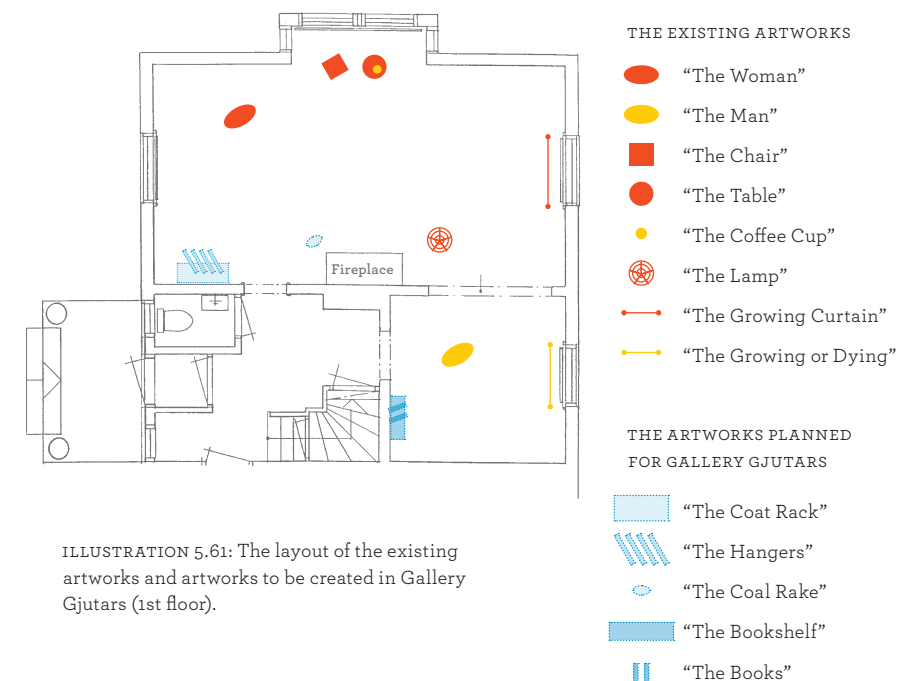 THE EXISTING ARTWORKS
“The Woman”
“The Man”
“The Chair”
“The Table”
“The Coffee Cup”
“The Lamp”
“The Growing Curtain”
“The Growing or Dying”
Fireplace
THE ARTWORKS PLANNED
FOR GALLERY GJUTARS
“The Coat Rack”
“The Hangers”
“The Coal Rake”
“The Bookshelf”
“The Books”
ILLUSTRATION 5.61: The layout of the existing
artworks and artworks to be created in Gallery
Gjutars (1st floor).